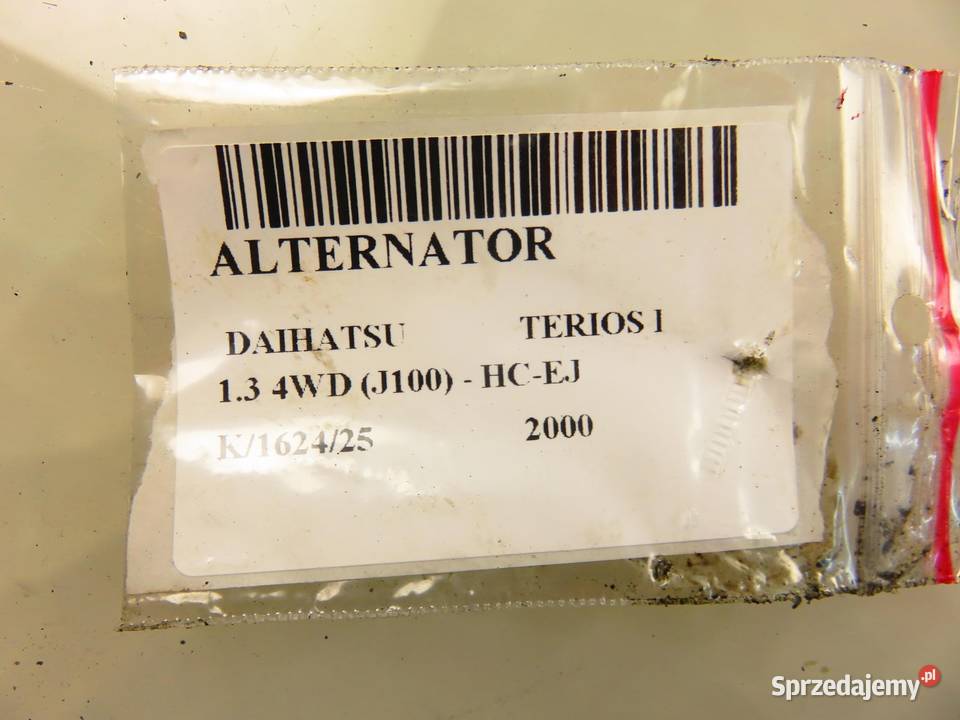 ALTERNATOR
DAIHATSU TERIOS I
1.3 4WD (J100) - HC-EJ
K/1624/25 2000
Sprzedajemy.pl